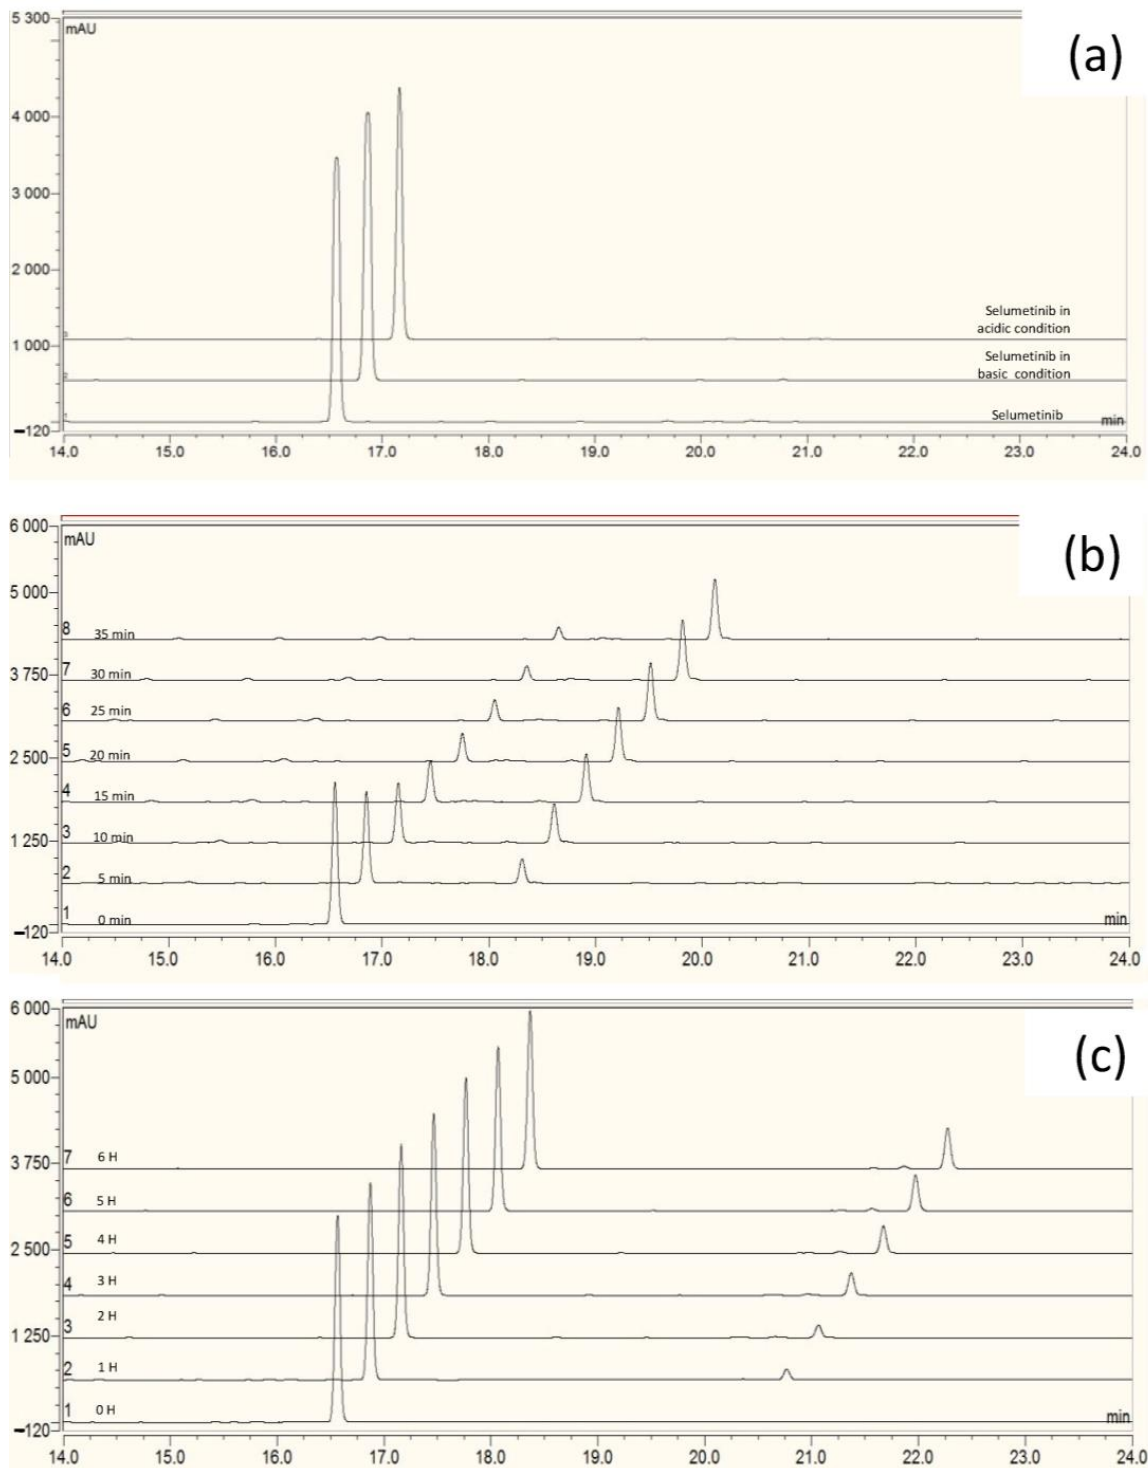 (a)
5 300
mAU
4 000
3 000
2 000
1 000
−120
Selumetinib in
acidic condition
Selumetinib in
basic condition
Selumetinib
min
14.0 15.0 16.0 17.0 18.0 19.0 20.0 21.0 22.0 23.0 24.0
(b)
6 000
mAU
5 000
8 35 min
3 750 7 30 min
6 25 min
2 500 5 20 min
4 15 min
1 250 3 10 min
2 5 min
1 0 min
−120
min
14.0 15.0 16.0 17.0 18.0 19.0 20.0 21.0 22.0 23.0 24.0
(c)
6 000
mAU
5 000
3 750 7 6 H
6 5 H
2 500 5 4 H
4 3 H
2 H
1 250 3
2 1 H
1 0 H
−120
min
14.0 15.0 16.0 17.0 18.0 19.0 20.0 21.0 22.0 23.0 24.0